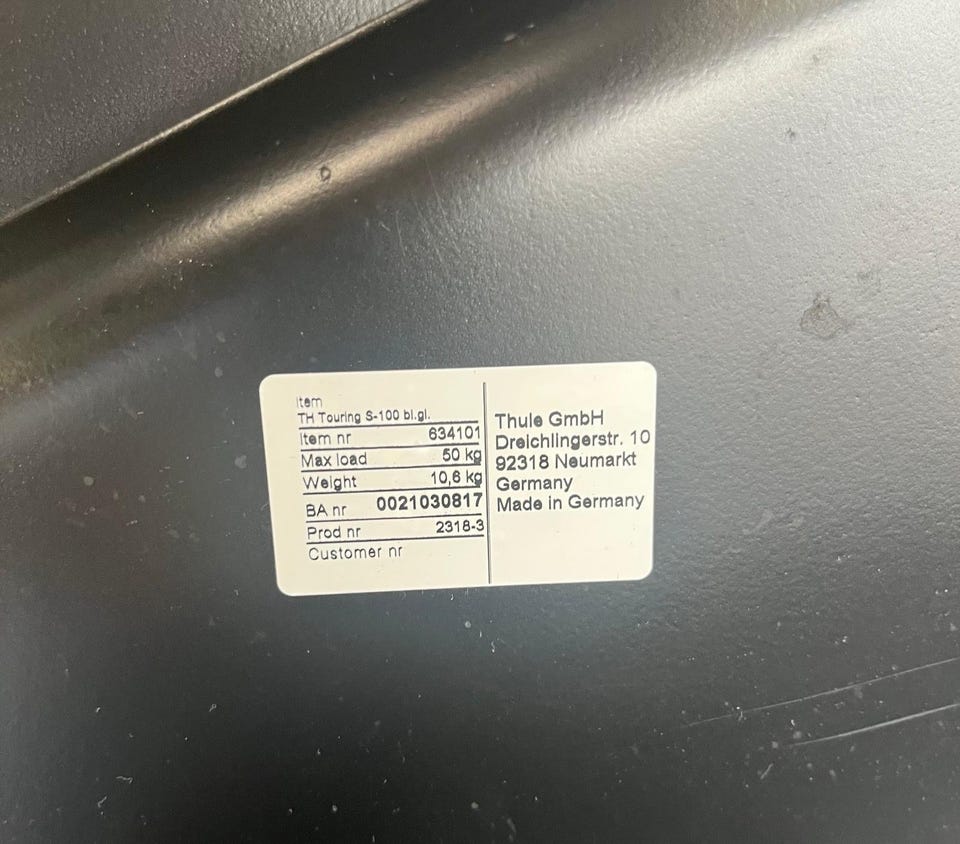 Item
TH Touring S-100 bl.gl.
Item nr 634101
Max load 50 kg
Weight 10,6 kg
BA nr 0021030817
Prod nr 2318-3
Customer nr
Thule GmbH
Dreichlingerstr. 10
92318 Neumarkt
Germany
Made in Germany